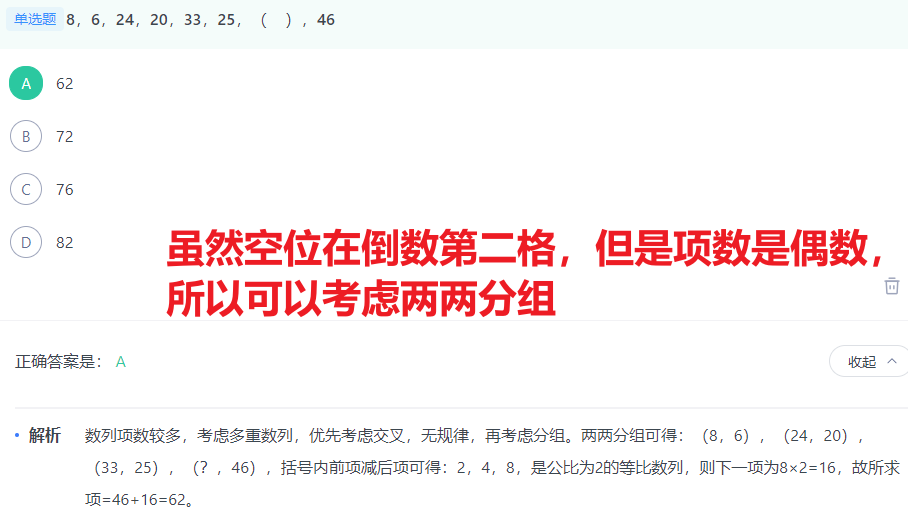 单选题 8，6，24，20，33，25，（　），46
A 62
B 72
C 76
D 82
虽然空位在倒数第二格，但是项数是偶数，
所以可以考虑两两分组
正确答案是： A
收起
解析 数列项数较多，考虑多重数列，优先考虑交叉，无规律，再考虑分组。两两分组可得：（8，6），（24，20），
（33，25），（？，46），括号内前项减后项可得：2，4，8，是公比为2的等比数列，则下一项为8×2=16，故所求
项=46+16=62。